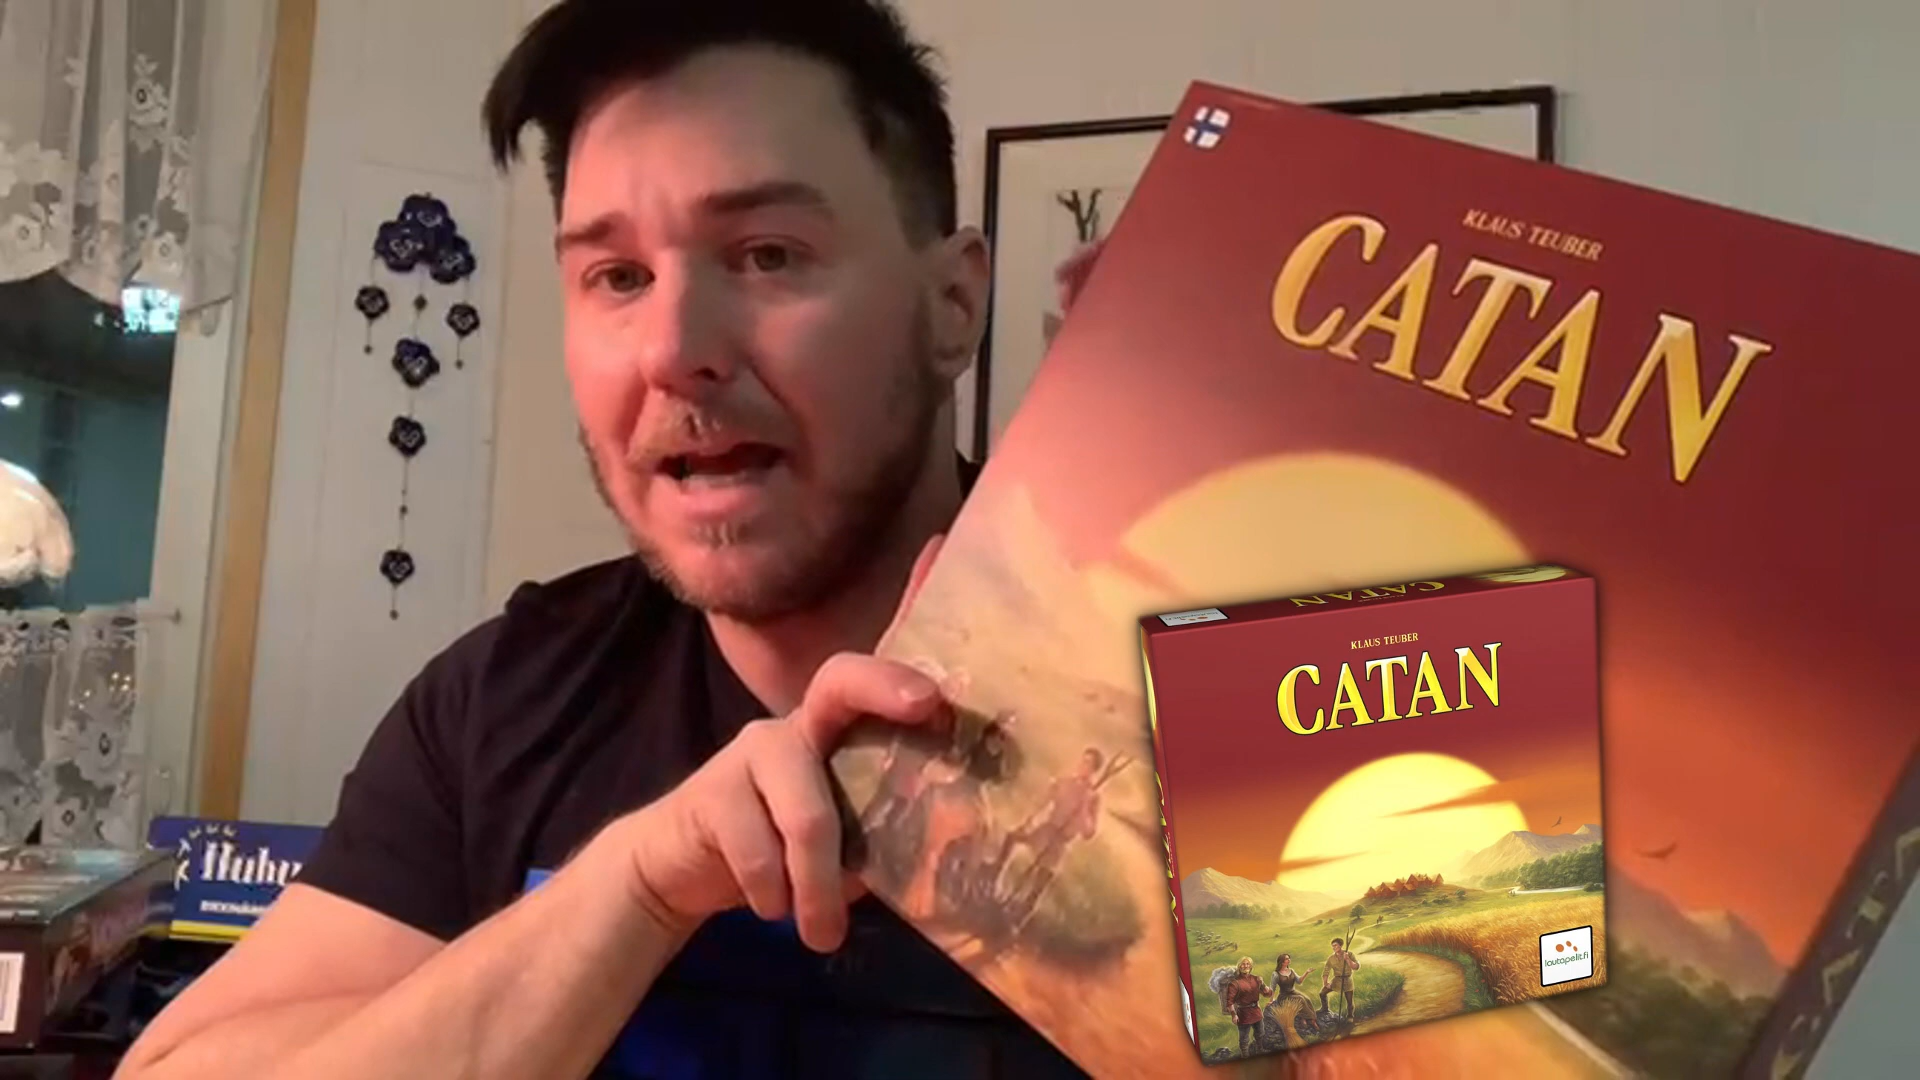 KLAUS TEUBER
CATAN
CATAN
KLAUS TEUBER
CATAN
lautapelit.fi
Huhu